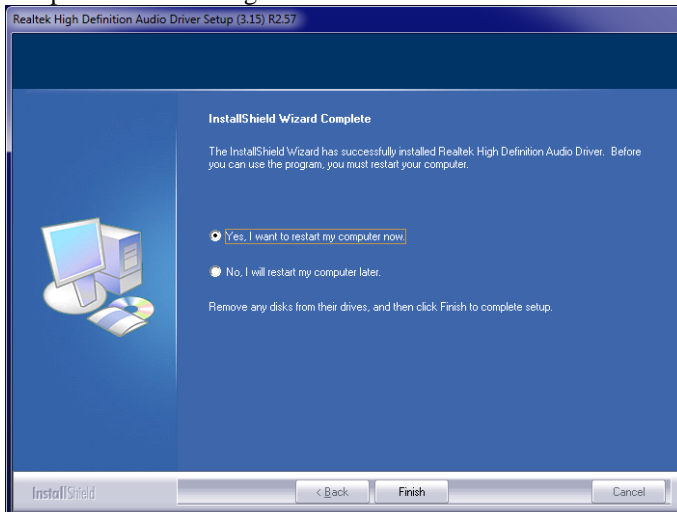 Realtek High Definition Audio Driver Setup (3.15) R2.57
InstallShield Wizard Complete
The InstallShield Wizard has successfully installed Realtek High Definition Audio Driver. Before
you can use the program, you must restart your computer.
Yes, I want to restart my computer now.
No, I will restart my computer later.
Remove any disks from their drives, and then click Finish to complete setup.
InstallShield
< Back
Finish
Cancel